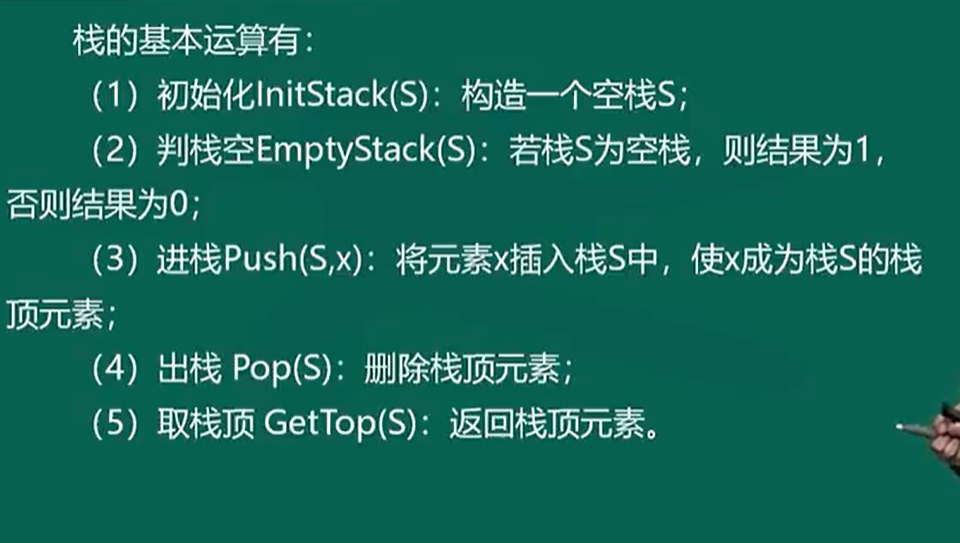 栈的基本运算有：
（1）初始化InitStack(S)：构造一个空栈S；
（2）判栈空EmptyStack(S)：若栈S为空栈，则结果为1，
否则结果为0；
（3）进栈Push(S,x)：将元素x插入栈S中，使x成为栈S的栈
顶元素；
（4）出栈 Pop(S)：删除栈顶元素；
（5）取栈顶 GetTop(S)：返回栈顶元素。